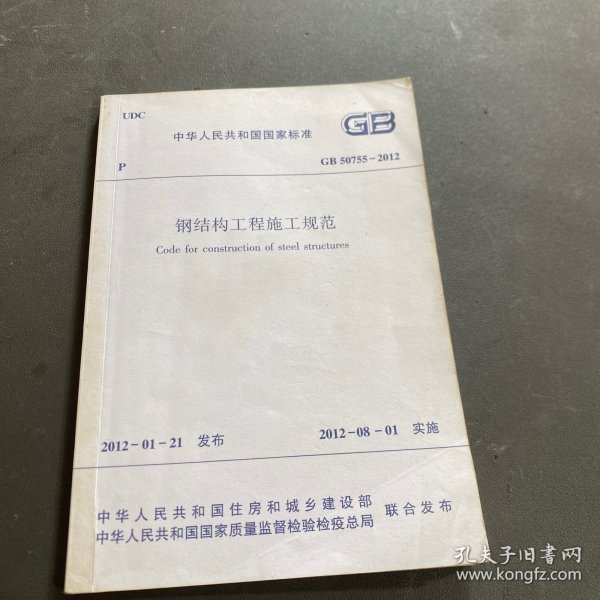 UDC
中华人民共和国国家标准 GB
P
GB 50755-2012
钢结构工程施工规范
Code for construction of steel structures
2012-01-21 发布
2012-08-01 实施
中华人民共和国住房和城乡建设部
中华人民共和国国家质量监督检验检疫总局
联合发布
孔夫子旧书网
www.kongfz.com